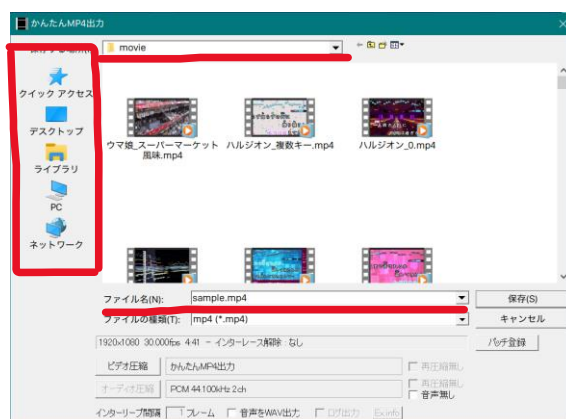 かんたんMP4出力
movie
クイック アクセス
デスクトップ
ライブラリ
PC
ネットワーク
ウマ娘_スーパーマーケット風味.mp4
ハルジオン_複数キー.mp4
ハルジオン_0.mp4
ファイル名(N): sample.mp4 保存(S)
ファイルの種類(T): mp4 (*.mp4) キャンセル
1920x1080 30.000fps 4:41 - インターレース解除 : なし バッチ登録
ビデオ圧縮 かんたんMP4出力 再圧縮無し
オーディオ圧縮 PCM 44100kHz 2ch 再圧縮無し
音声無し
インターリーブ間隔 1 フレーム 音声をWAV出力 ログ出力 Ex.info